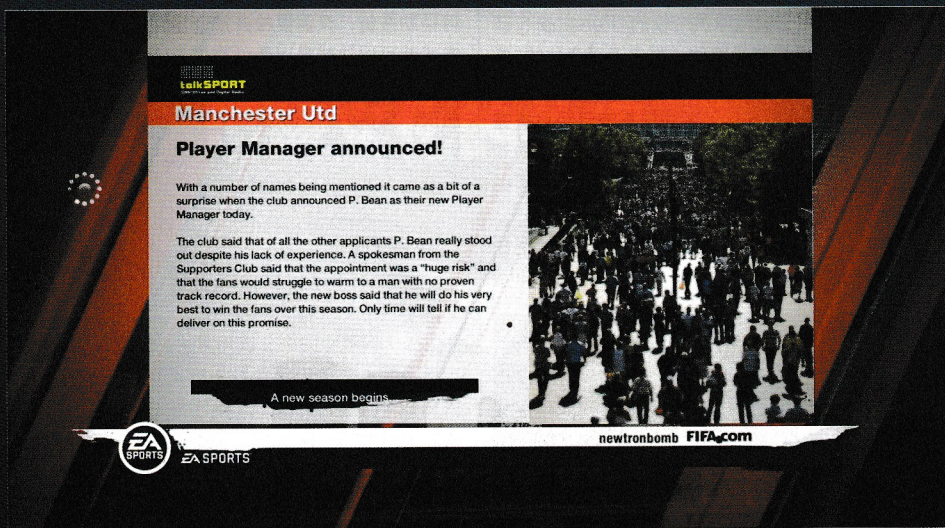 talkSPORT
Manchester Utd
Player Manager announced!
With a number of names being mentioned it came as a bit of a
surprise when the club announced P. Bean as their new Player
Manager today.
The club said that of all the other applicants P. Bean really stood
out despite his lack of experience. A spokesman from the
Supporters Club said that the appointment was a “huge risk” and
that the fans would struggle to warm to a man with no proven
track record. However, the new boss said that he will do his very
best to win the fans over this season. Only time will tell if he can
deliver on this promise.
A new season begins
newtronbomb FIFA.com
EA
SPORTS
EA SPORTS